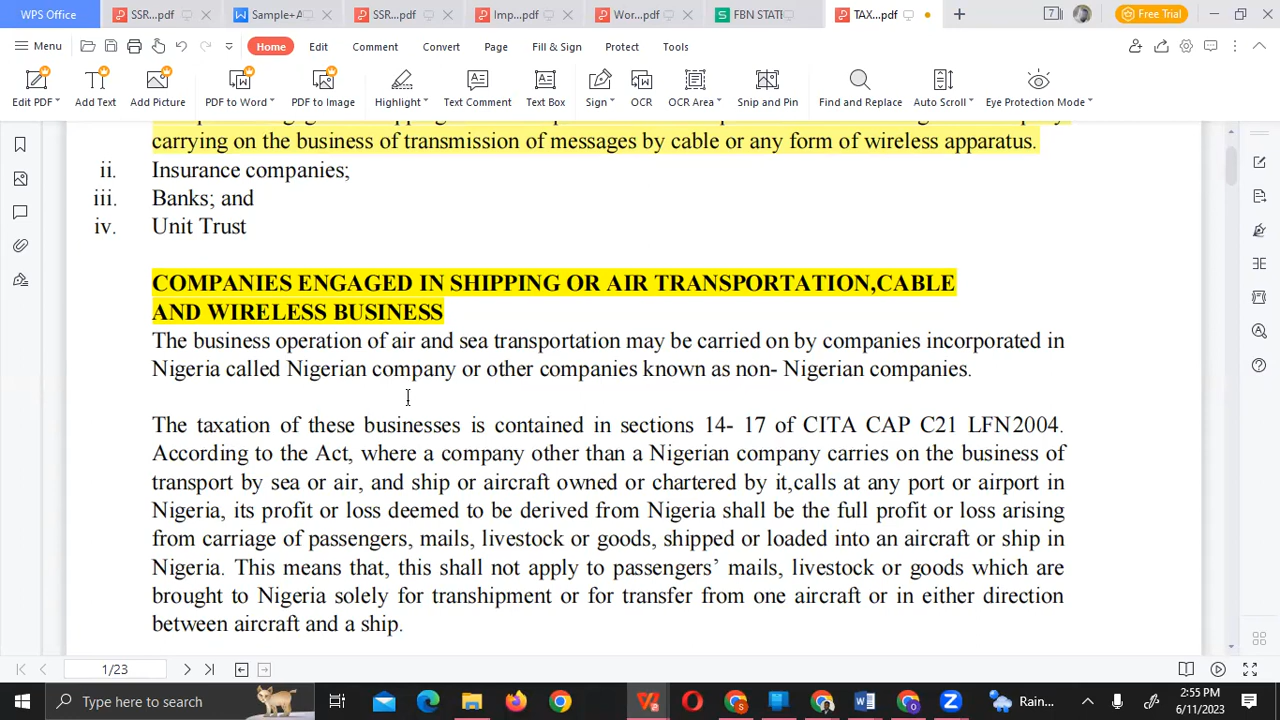 WPS Office SSR...pdf Sample+A SSR...pdf Imp...pdf Wor...pdf FBN STATE TAX...pdf 7 Free Trial
Menu Home Edit Comment Convert Page Fill & Sign Protect Tools
Edit PDF Add Text Add Picture PDF to Word PDF to Image Highlight Text Comment Text Box Sign OCR OCR Area Snip and Pin Find and Replace Auto Scroll Eye Protection Mode
carrying on the business of transmission of messages by cable or any form of wireless apparatus.
ii. Insurance companies;
iii. Banks; and
iv. Unit Trust
COMPANIES ENGAGED IN SHIPPING OR AIR TRANSPORTATION,CABLE
AND WIRELESS BUSINESS
The business operation of air and sea transportation may be carried on by companies incorporated in
Nigeria called Nigerian company or other companies known as non- Nigerian companies.
The taxation of these businesses is contained in sections 14- 17 of CITA CAP C21 LFN2004.
According to the Act, where a company other than a Nigerian company carries on the business of
transport by sea or air, and ship or aircraft owned or chartered by it,calls at any port or airport in
Nigeria, its profit or loss deemed to be derived from Nigeria shall be the full profit or loss arising
from carriage of passengers, mails, livestock or goods, shipped or loaded into an aircraft or ship in
Nigeria. This means that, this shall not apply to passengers' mails, livestock or goods which are
brought to Nigeria solely for transhipment or for transfer from one aircraft or in either direction
between aircraft and a ship.
1/23
Type here to search Rain... 2:55 PM
6/11/2023